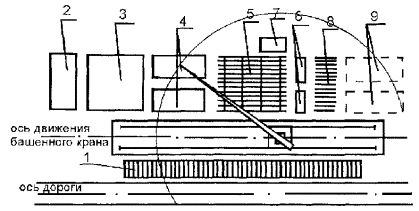 2 3 4 5 7 6 8 9
ось движения
башенного крана
1
ось дороги